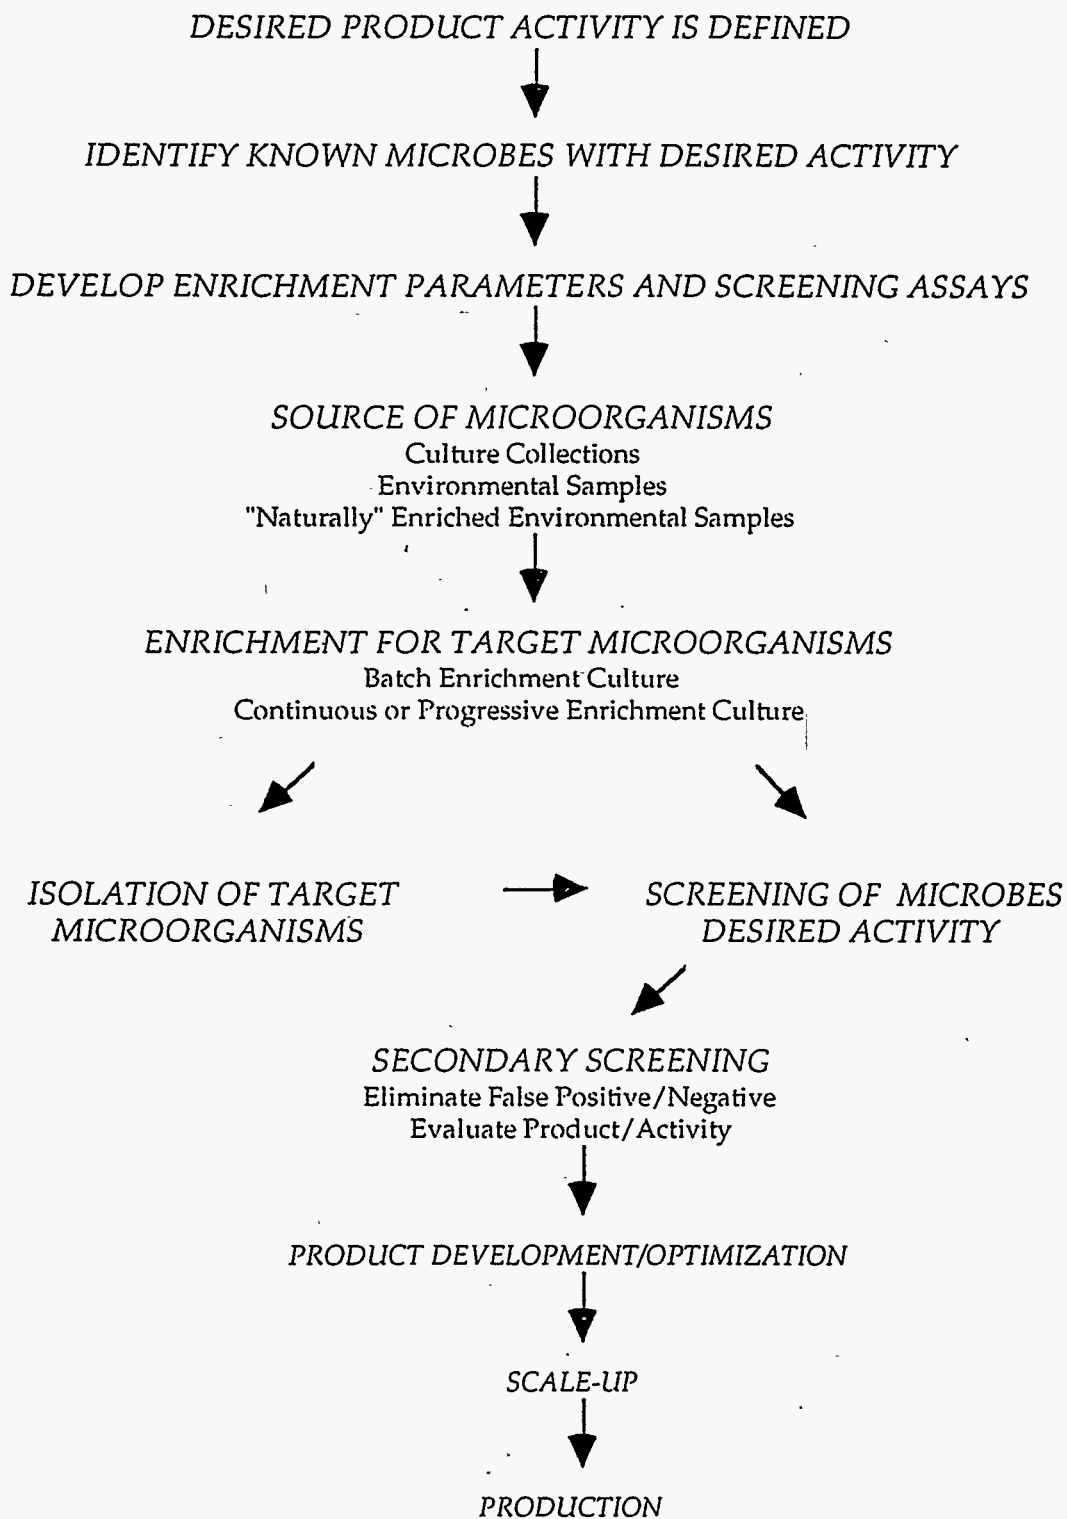 DESIRED PRODUCT ACTIVITY IS DEFINED
IDENTIFY KNOWN MICROBES WITH DESIRED ACTIVITY
DEVELOP ENRICHMENT PARAMETERS AND SCREENING ASSAYS
SOURCE OF MICROORGANISMS
Culture Collections
Environmental Samples
"Naturally" Enriched Environmental Samples
ENRICHMENT FOR TARGET MICROORGANISMS
Batch Enrichment Culture
Continuous or Progressive Enrichment Culture
ISOLATION OF TARGET
MICROORGANISMS
SCREENING OF MICROBES
DESIRED ACTIVITY
SECONDARY SCREENING
Eliminate False Positive/Negative
Evaluate Product/Activity
PRODUCT DEVELOPMENT/OPTIMIZATION
SCALE-UP
PRODUCTION